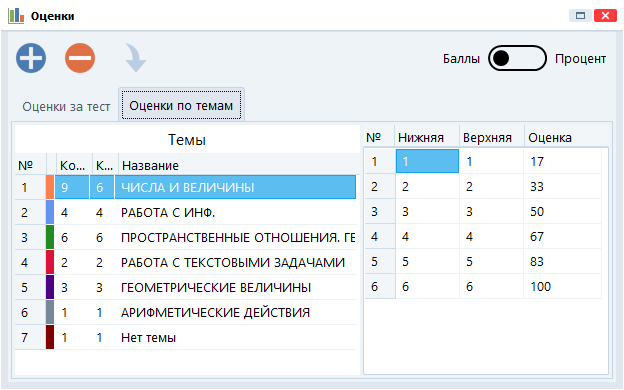 Оценки
Баллы Процент
Оценки за тест Оценки по темам
Темы
№ Ко... К... Название
1 9 6 ЧИСЛА И ВЕЛИЧИНЫ
2 4 4 РАБОТА С ИНФ.
3 6 6 ПРОСТРАНСТВЕННЫЕ ОТНОШЕНИЯ. ГЕ
4 2 2 РАБОТА С ТЕКСТОВЫМИ ЗАДАЧАМИ
5 3 3 ГЕОМЕТРИЧЕСКИЕ ВЕЛИЧИНЫ
6 1 1 АРИФМЕТИЧЕСКИЕ ДЕЙСТВИЯ
7 1 1 Нет темы
№ Нижняя Верхняя Оценка
1 1 1 17
2 2 2 33
3 3 3 50
4 4 4 67
5 5 5 83
6 6 6 100